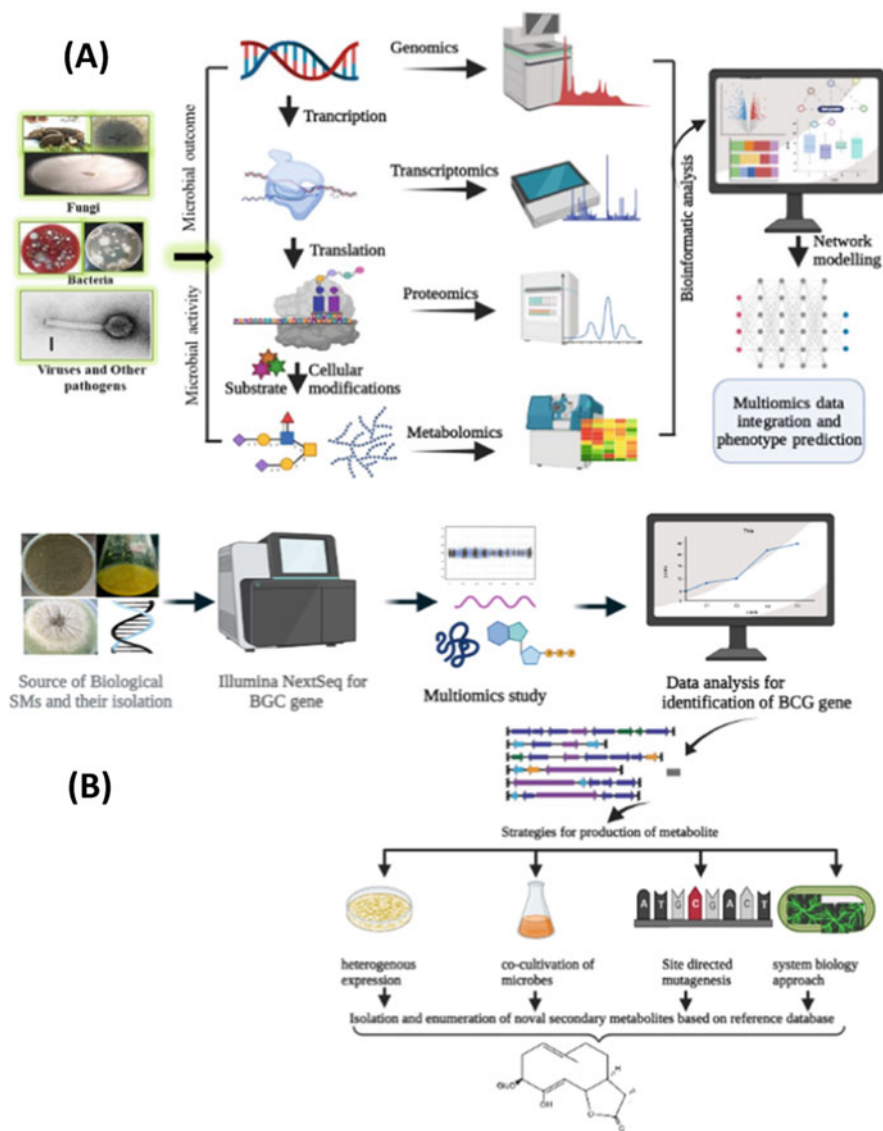 (A)
Genomics
Trancription
Microbial outcome
Transcriptomics
Fungi
Translation
Bioinformatic analysis
Network
modelling
Bacteria
Proteomics
Microbial activity
Viruses and Other
pathogens
Substrate
Cellular
modifications
Metabolomics
Multiomics data
integration and
phenotype prediction
Source of Biological
SMs and their isolation
Illumina NextSeq for
BGC gene
Multiomics study
Data analysis for
identification of BCG gene
(B)
Strategies for production of metabolite
A T G C G A C T
heterogenous
expression
co-cultivation of
microbes
Site directed
mutagenesis
system biology
approach
Isolation and enumeration of noval secondary metabolites based on reference database
H
OH
O
O